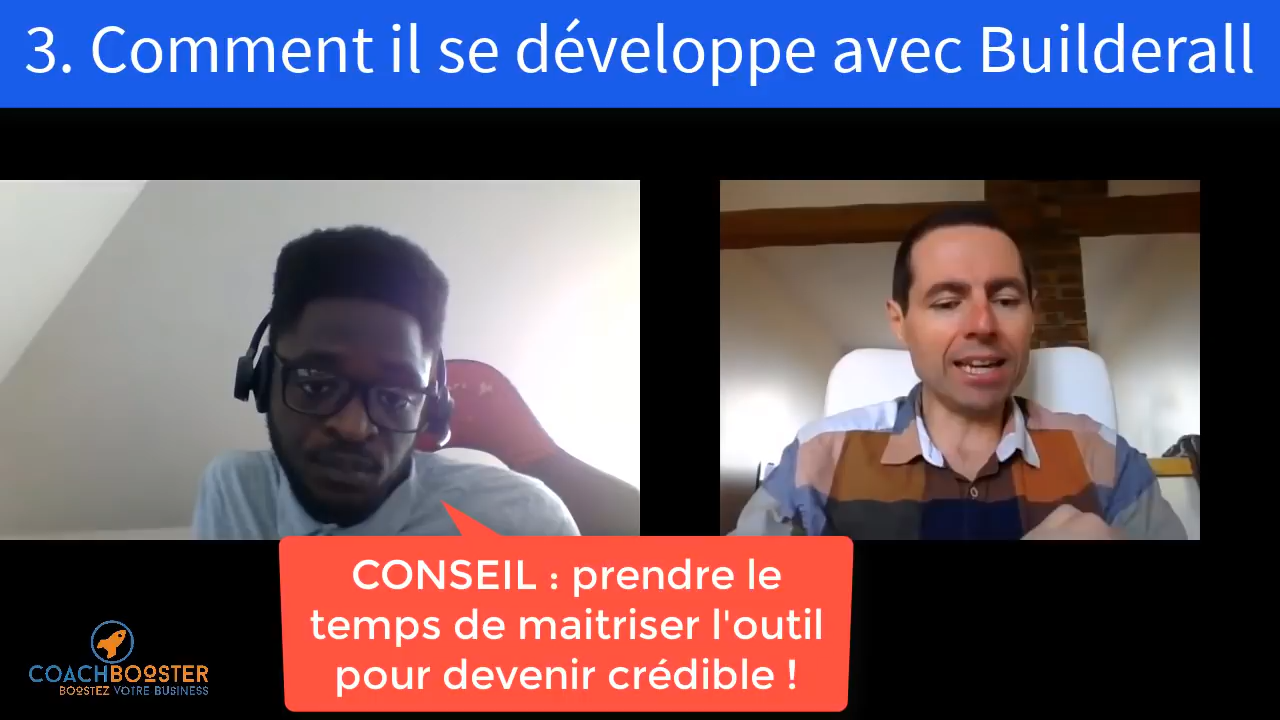 3. Comment il se développe avec Builderall
CONSEIL : prendre le
temps de maitriser l'outil
pour devenir crédible !
COACHBOOSTER
BOOSTEZ VOTRE BUSINESS